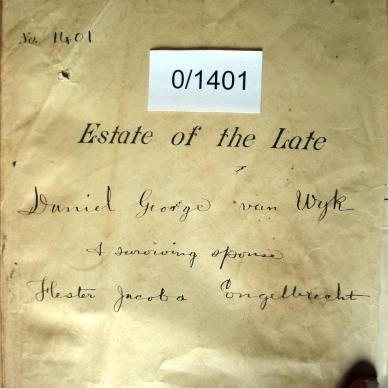 No. 1401
0/1401
Estate of the Late
Daniel George van Wyk
& surviving spouse
Hester Jacoba Engelbrecht